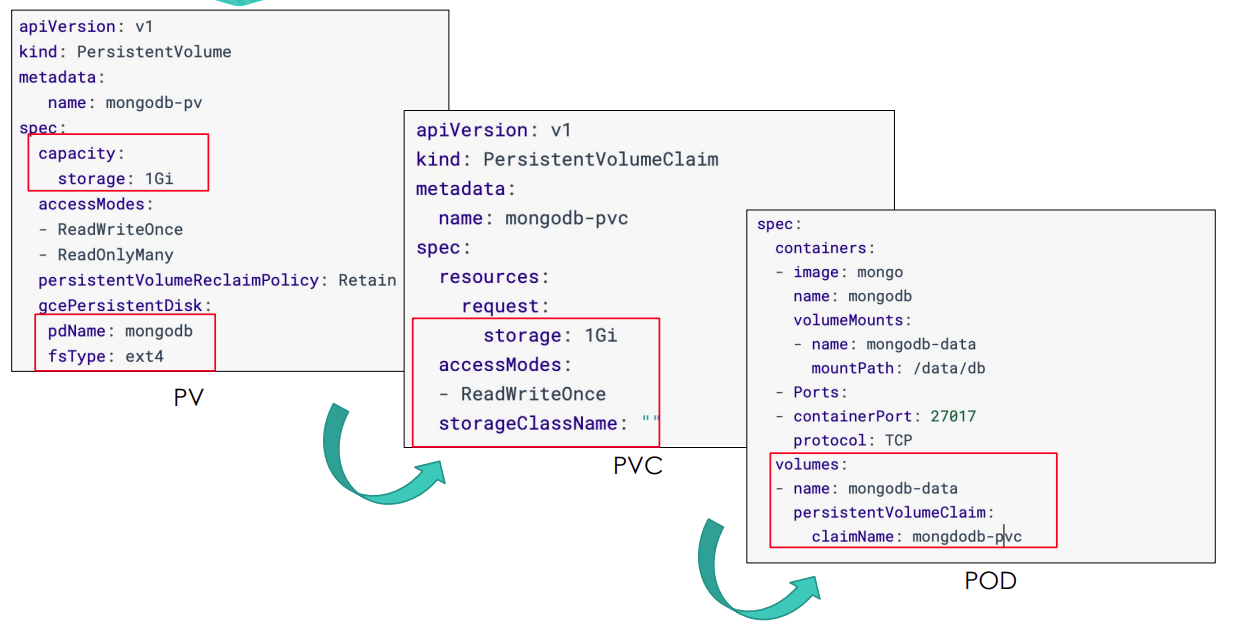 apiVersion: v1
kind: PersistentVolume
metadata:
   name: mongodb-pv
spec:
  capacity:
    storage: 1Gi
  accessModes:
  - ReadWriteOnce
  - ReadOnlyMany
  persistentVolumeReclaimPolicy: Retain
  gcePersistentDisk:
   pdName: mongodb
   fsType: ext4
PV
apiVersion: v1
kind: PersistentVolumeClaim
metadata:
  name: mongodb-pvc
spec:
  resources:
    request:
      storage: 1Gi
  accessModes:
  - ReadWriteOnce
  storageClassName: ""
PVC
spec:
  containers:
  - image: mongo
    name: mongodb
    volumeMounts:
    - name: mongodb-data
      mountPath: /data/db
  - Ports:
  - containerPort: 27017
    protocol: TCP
  volumes:
  - name: mongodb-data
    persistentVolumeClaim:
      claimName: mongdodb-pvc
POD